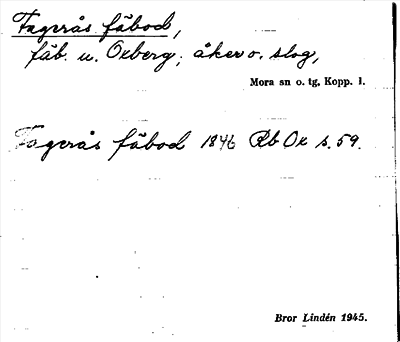 Fagerås fäbod,
fäb. u. Oxberg; åker o. slog,
Mora sn o. tg, Kopp. l.
Fagerås fäbod 1846 Rb Ox s. 59.
Bror Lindén 1945.